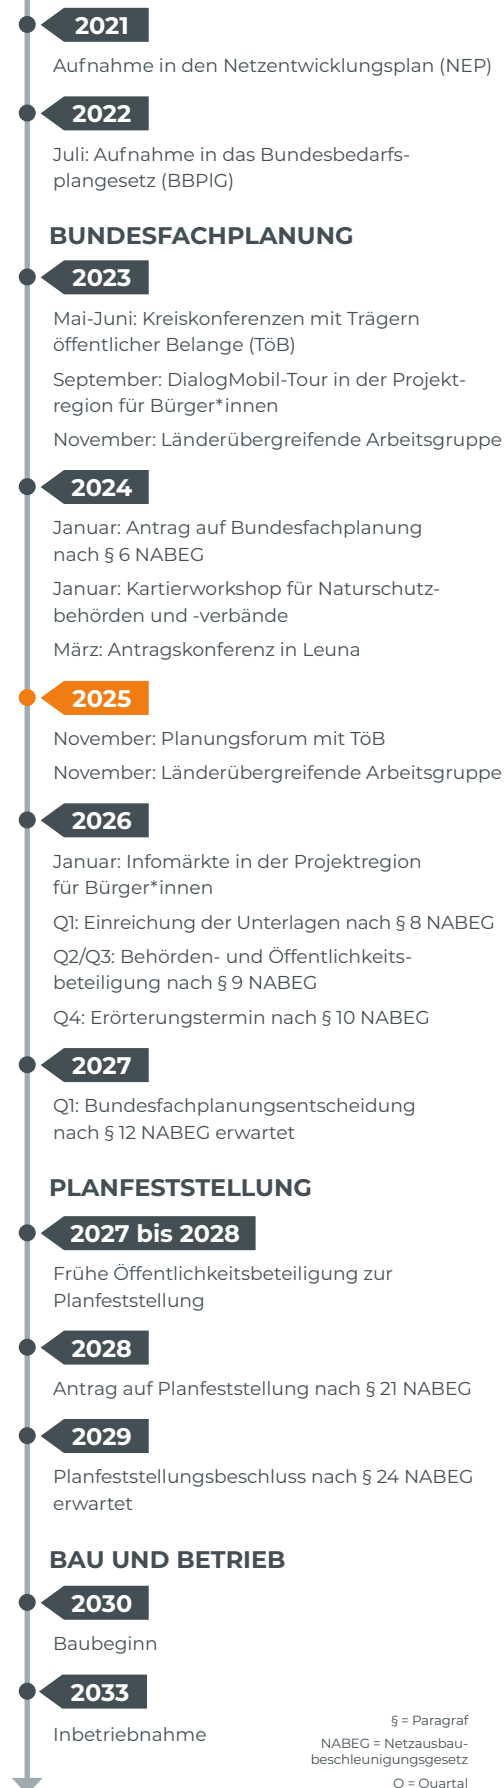 2021
Aufnahme in den Netzentwicklungsplan (NEP)
2022
Juli: Aufnahme in das Bundesbedarfs-
plangesetz (BBPlG)
BUNDESFACHPLANUNG
2023
Mai-Juni: Kreiskonferenzen mit Trägern
öffentlicher Belange (TöB)
September: DialogMobil-Tour in der Projekt-
region für Bürger*innen
November: Länderübergreifende Arbeitsgruppe
2024
Januar: Antrag auf Bundesfachplanung
nach § 6 NABEG
Januar: Kartierworkshop für Naturschutz-
behörden und -verbände
März: Antragskonferenz in Leuna
2025
November: Planungsforum mit TöB
November: Länderübergreifende Arbeitsgruppe
2026
Januar: Infomärkte in der Projektregion
für Bürger*innen
Q1: Einreichung der Unterlagen nach § 8 NABEG
Q2/Q3: Behörden- und Öffentlichkeits-
beteiligung nach § 9 NABEG
Q4: Erörterungstermin nach § 10 NABEG
2027
Q1: Bundesfachplanungsentscheidung
nach § 12 NABEG erwartet
PLANFESTSTELLUNG
2027 bis 2028
Frühe Öffentlichkeitsbeteiligung zur
Planfeststellung
2028
Antrag auf Planfeststellung nach § 21 NABEG
2029
Planfeststellungsbeschluss nach § 24 NABEG
erwartet
BAU UND BETRIEB
2030
Baubeginn
2033
Inbetriebnahme
§ = Paragraf
NABEG = Netzausbau-
beschleunigungsgesetz
Q = Quartal